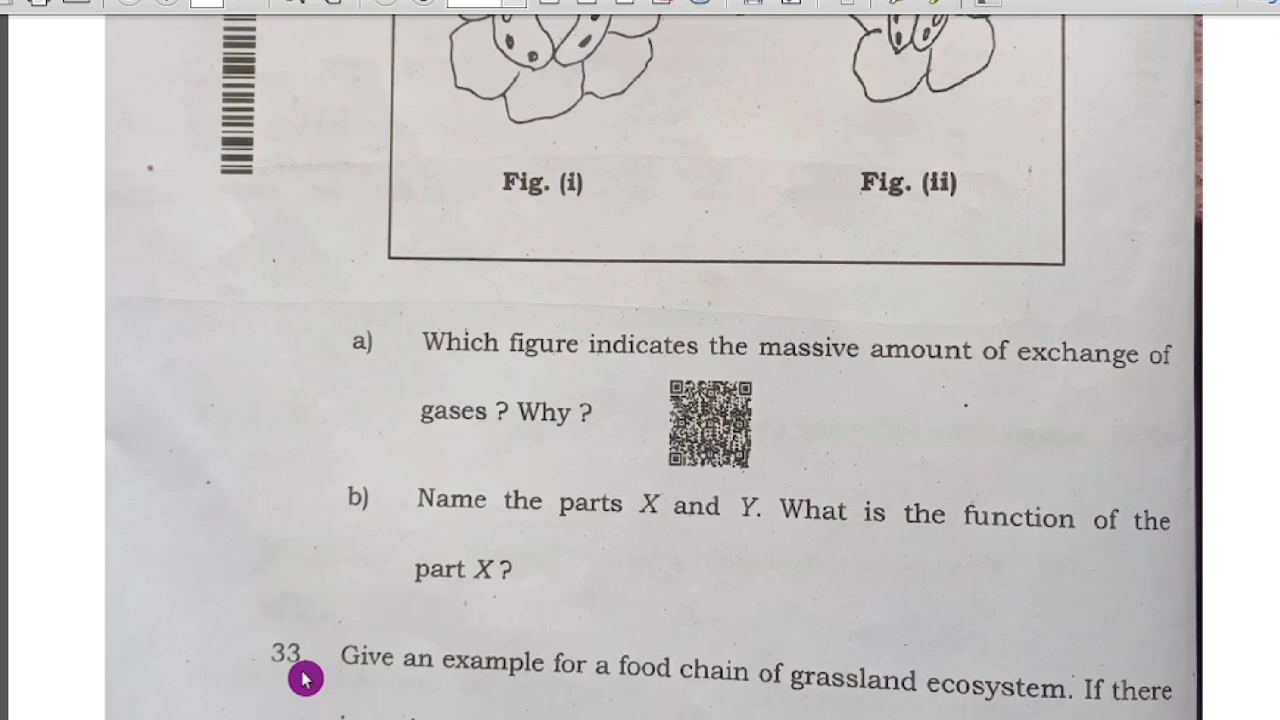 Fig. (i) Fig. (ii)
a) Which figure indicates the massive amount of exchange of
gases ? Why ?
b) Name the parts X and Y. What is the function of the
part X ?
33. Give an example for a food chain of grassland ecosystem. If there